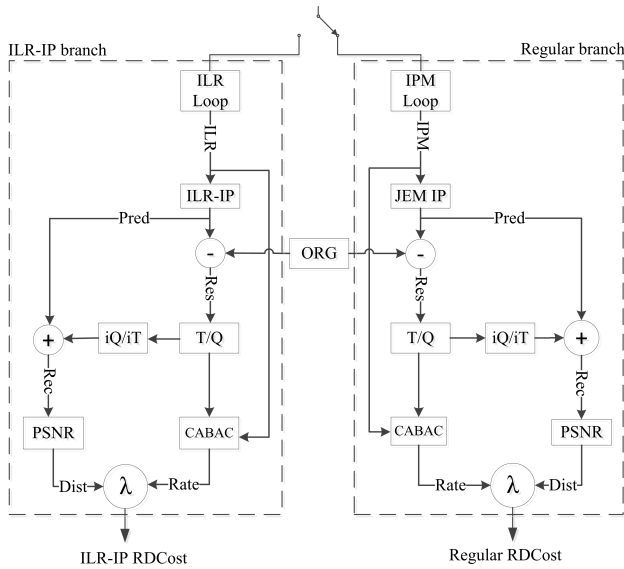 ILR-IP branch
Regular branch
ILR
Loop
IPM
Loop
ILR
IPM
ILR-IP
JEM IP
Pred
Pred
-
ORG
-
Res
Res
+
iQ/iT
T/Q
T/Q
iQ/iT
+
Rec
Rec
PSNR
CABAC
CABAC
PSNR
Dist
λ
Rate
Rate
λ
Dist
ILR-IP RDCost
Regular RDCost